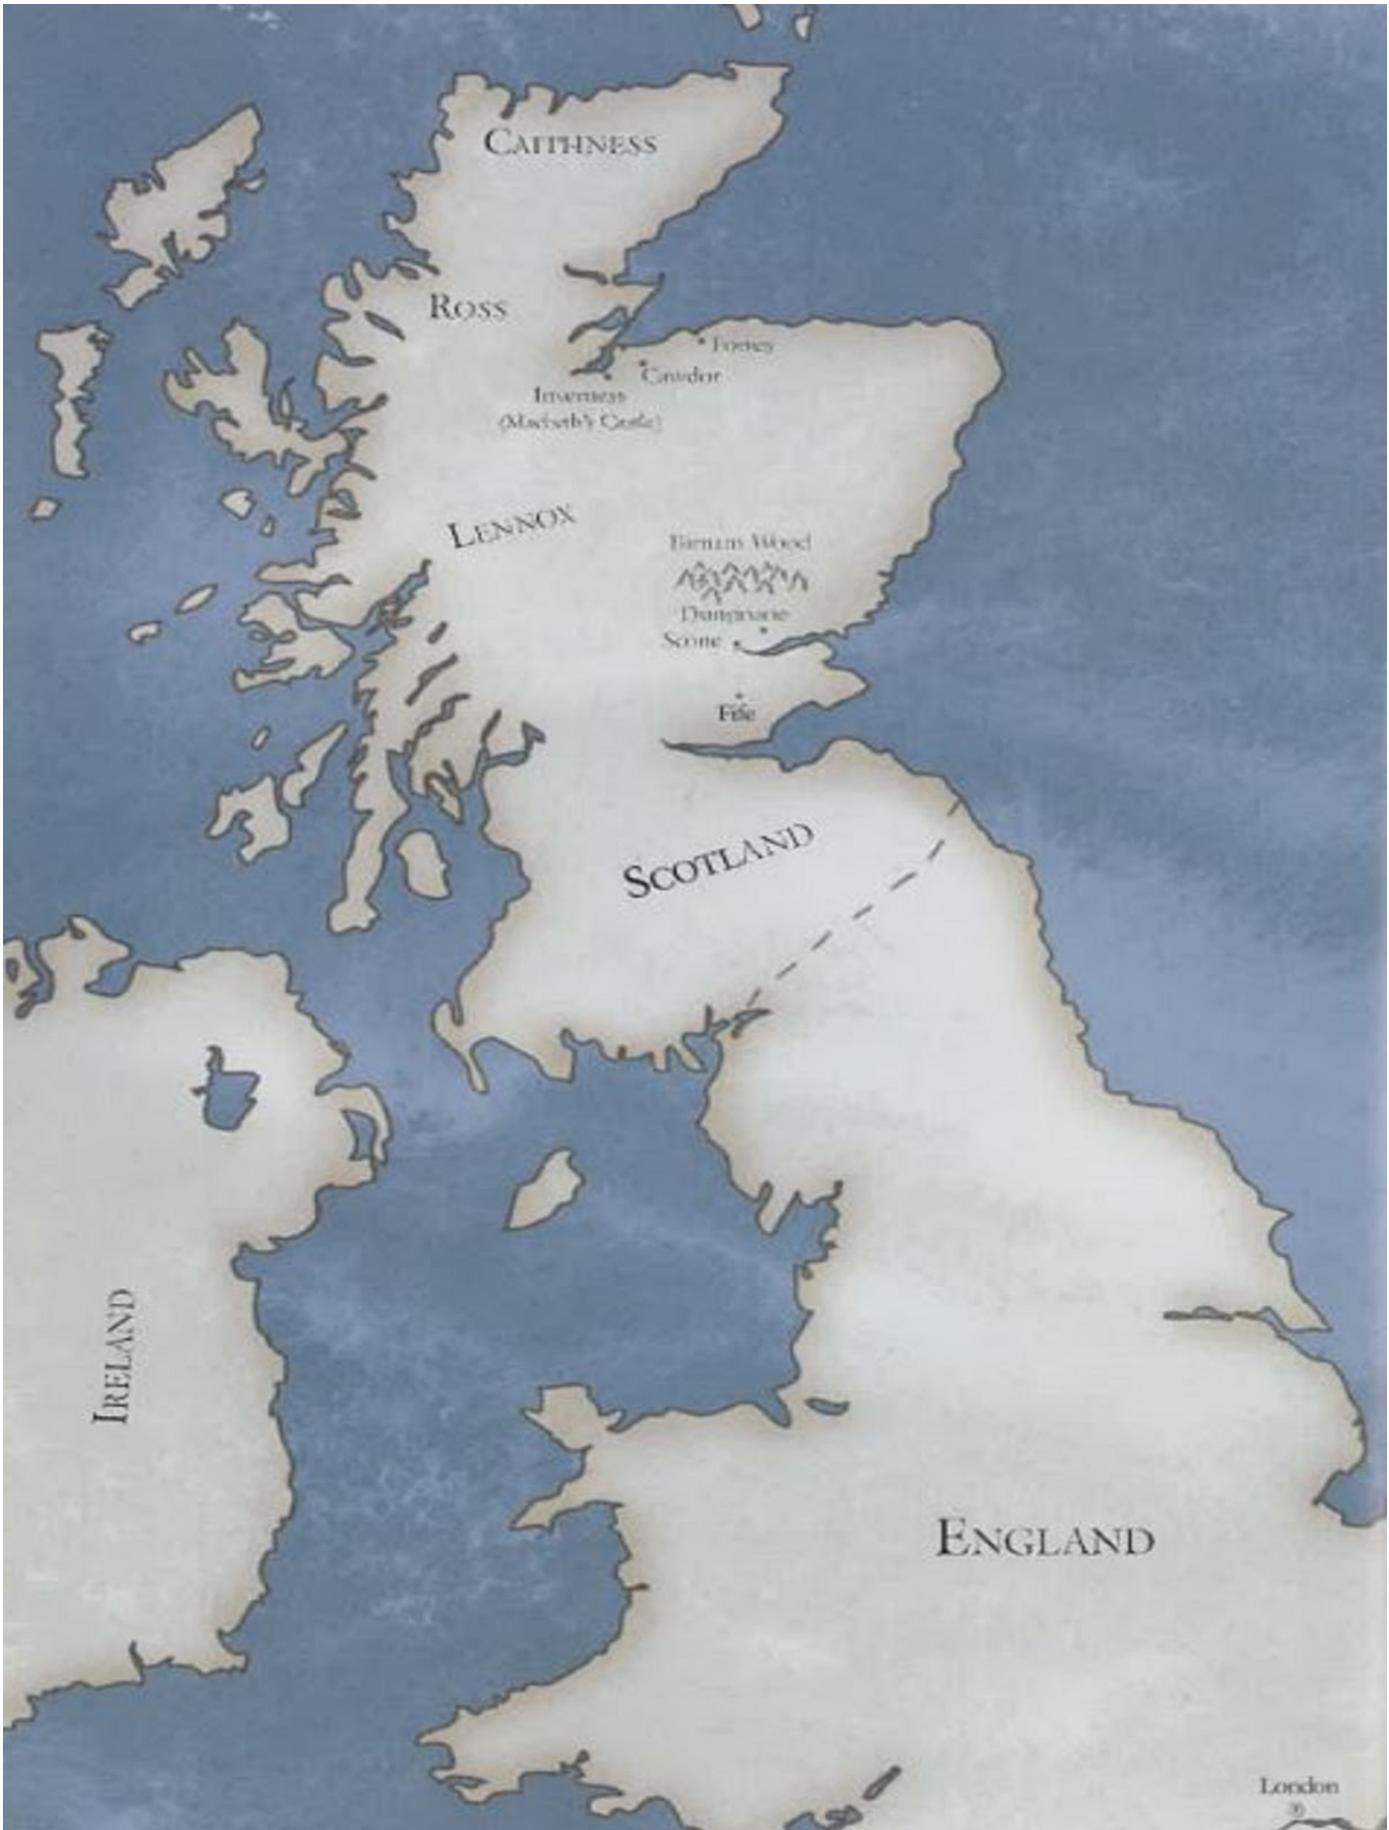 CAITHNESS
ROSS
Forres
Cawdor
Inverness
(Macbeth's Castle)
LENNOX
Birnam Wood
Dunsinane
Scone
Fife
SCOTLAND
IRELAND
ENGLAND
London